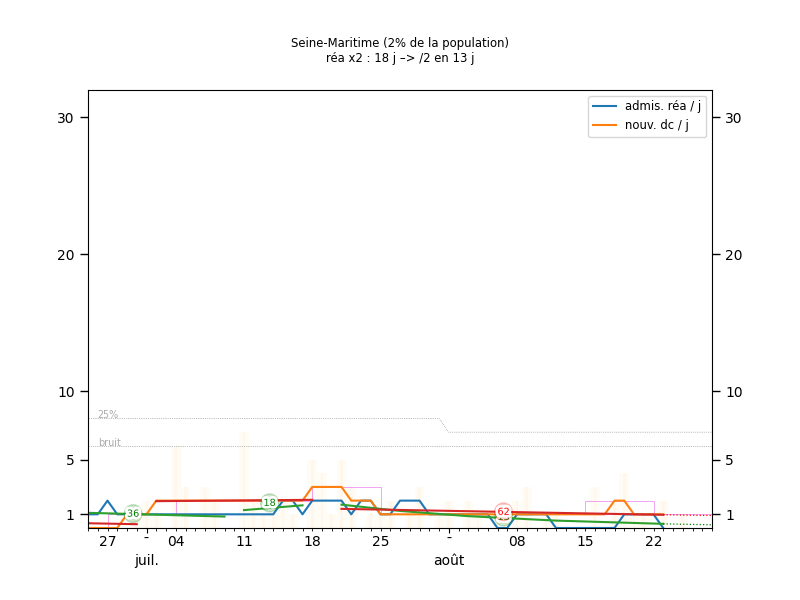 Seine-Maritime (2% de la population)
réa x2 : 18 j –> /2 en 13 j
admis. réa / j
nouv. dc / j
30 30
20 20
10 10
25%
bruit
5 5
1 1
36 18 62
27 - 04 11 18 25 - 08 15 22
juil. août